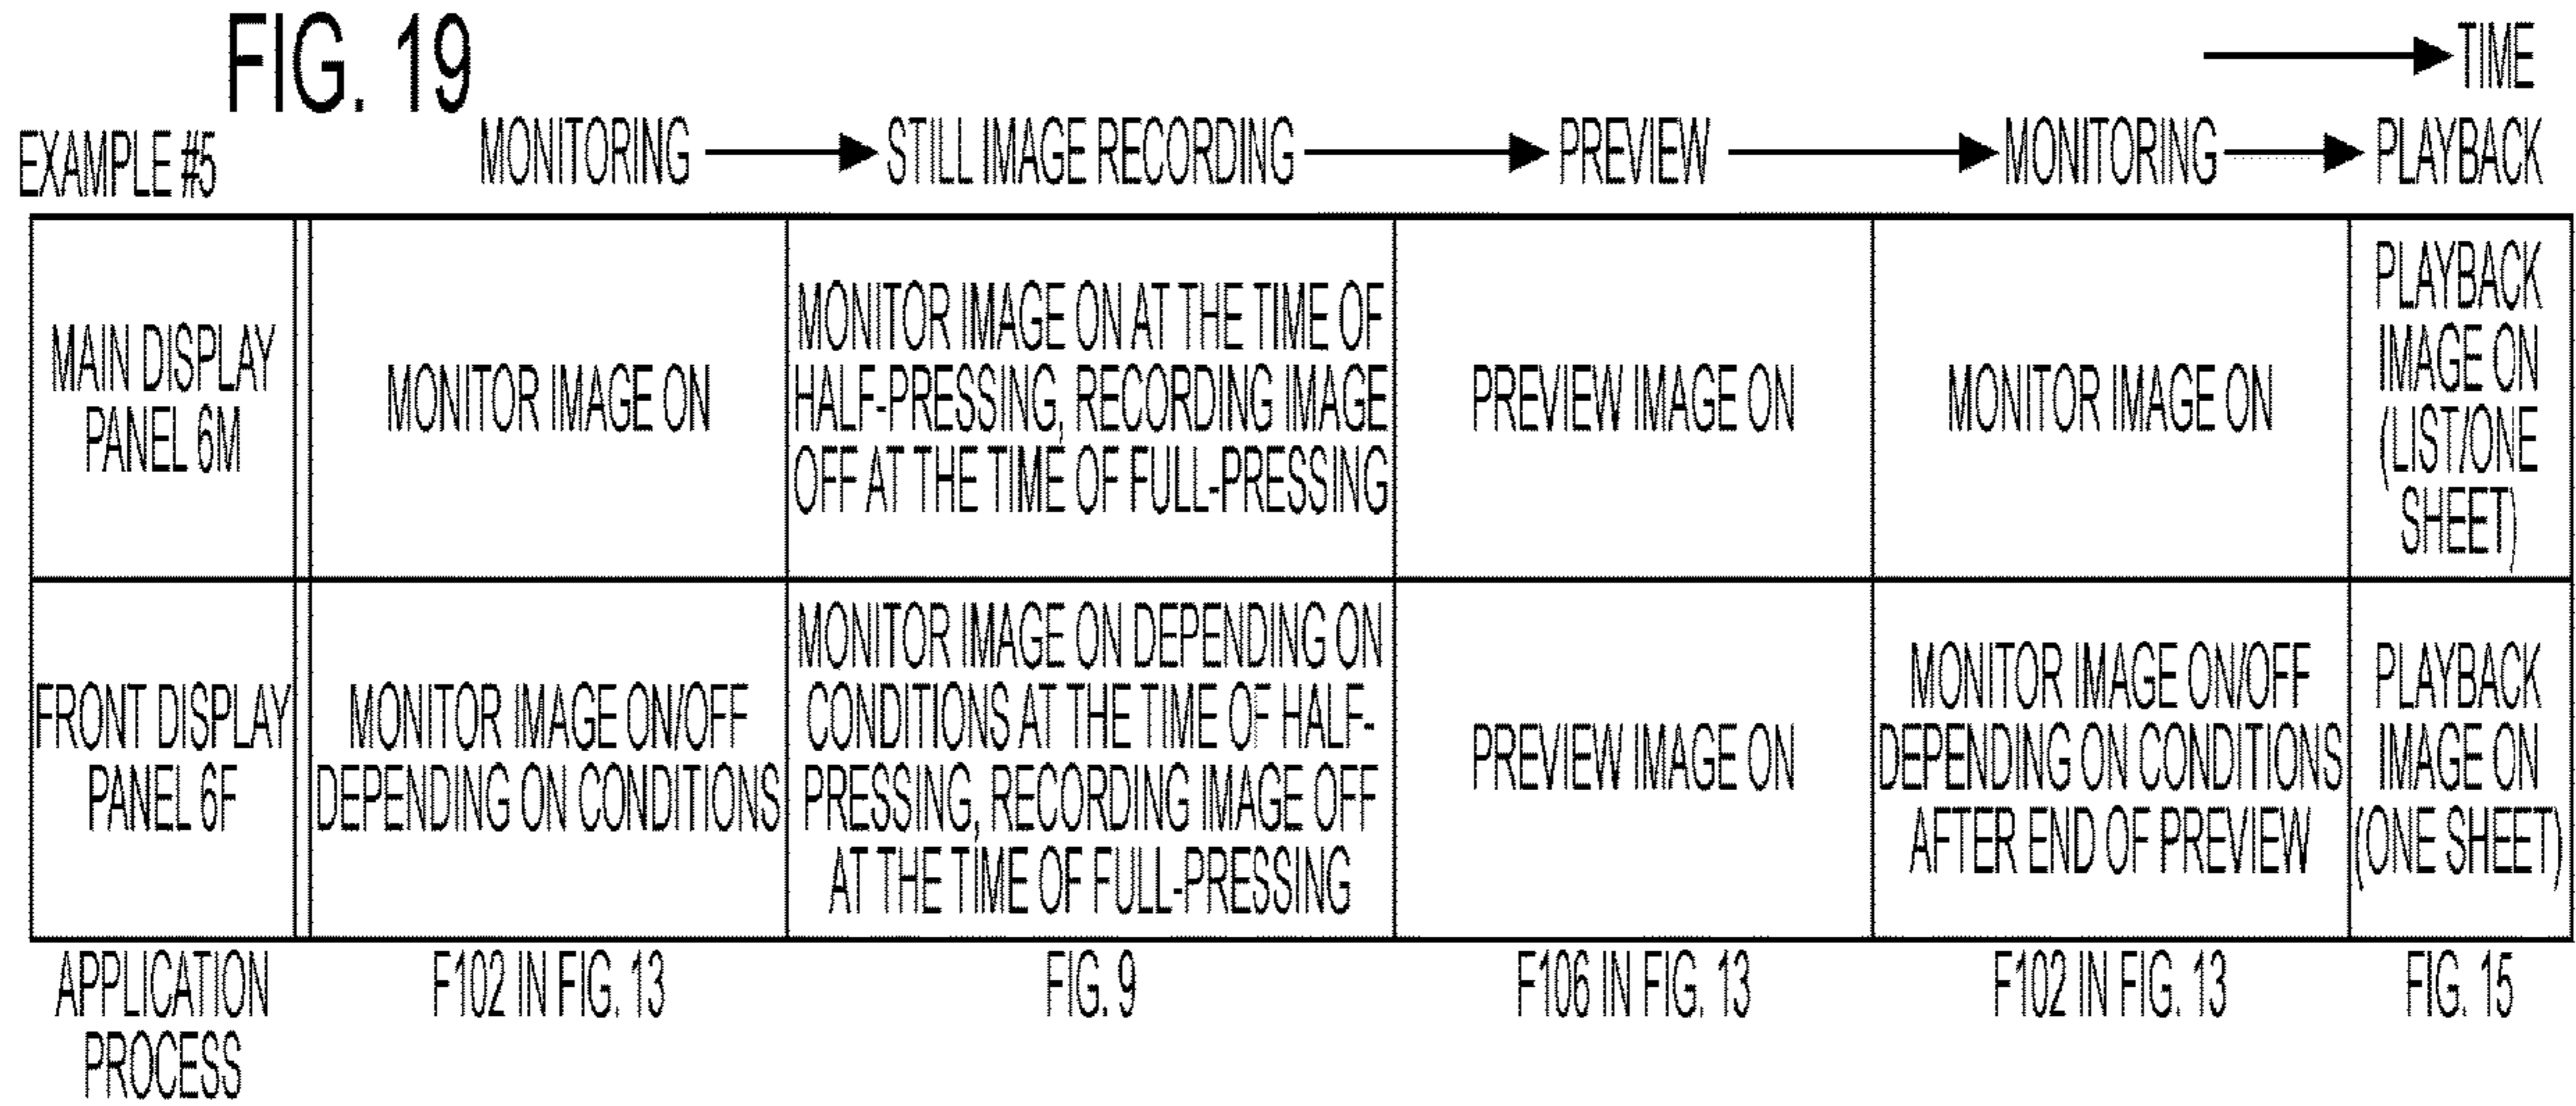 FIG. 19
TIME
EXAMPLE #5
MONITORING
STILL IMAGE RECORDING
PREVIEW
MONITORING
PLAYBACK
MAIN DISPLAY
PANEL 6M
MONITOR IMAGE ON
MONITOR IMAGE ON AT THE TIME OF
HALF-PRESSING, RECORDING IMAGE
OFF AT THE TIME OF FULL-PRESSING
PREVIEW IMAGE ON
MONITOR IMAGE ON
PLAYBACK
IMAGE ON
(LIST/ONE
SHEET)
FRONT DISPLAY
PANEL 6F
MONITOR IMAGE ON/OFF
DEPENDING ON CONDITIONS
MONITOR IMAGE ON DEPENDING ON
CONDITIONS AT THE TIME OF HALF-
PRESSING, RECORDING IMAGE OFF
AT THE TIME OF FULL-PRESSING
PREVIEW IMAGE ON
MONITOR IMAGE ON/OFF
DEPENDING ON CONDITIONS
AFTER END OF PREVIEW
PLAYBACK
IMAGE ON
(ONE SHEET)
APPLICATION
PROCESS
F102 IN FIG. 13
FIG. 9
F106 IN FIG. 13
F102 IN FIG. 13
FIG. 15